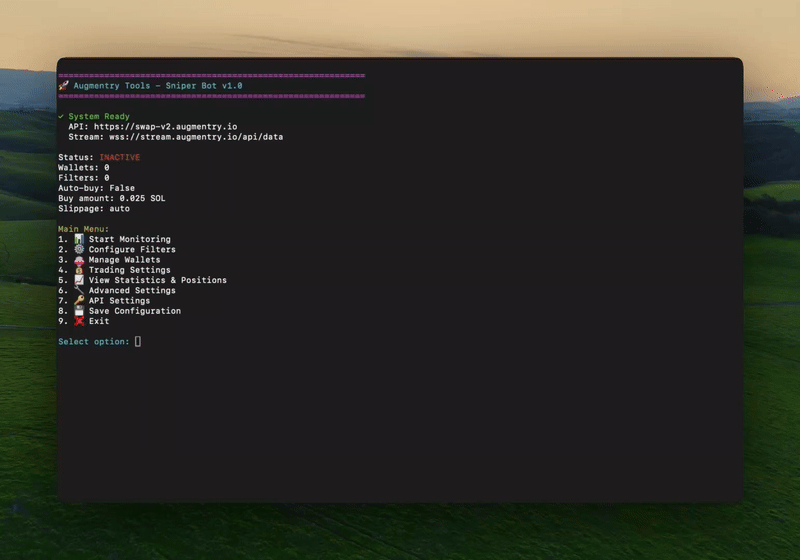 🚀 Augmentry Tools - Sniper Bot v1.0
✓ System Ready
API: https://swap-v2.augmentry.io
Stream: wss://stream.augmentry.io/api/data
Status: INACTIVE
Wallets: 0
Filters: 0
Auto-buy: False
Buy amount: 0.025 SOL
Slippage: auto
Main Menu:
1. 📊 Start Monitoring
2. ⚙️ Configure Filters
3. 👛 Manage Wallets
4. 💰 Trading Settings
5. 📈 View Statistics & Positions
6. 🔧 Advanced Settings
7. 🔑 API Settings
8. 💾 Save Configuration
9. ❌ Exit
Select option: